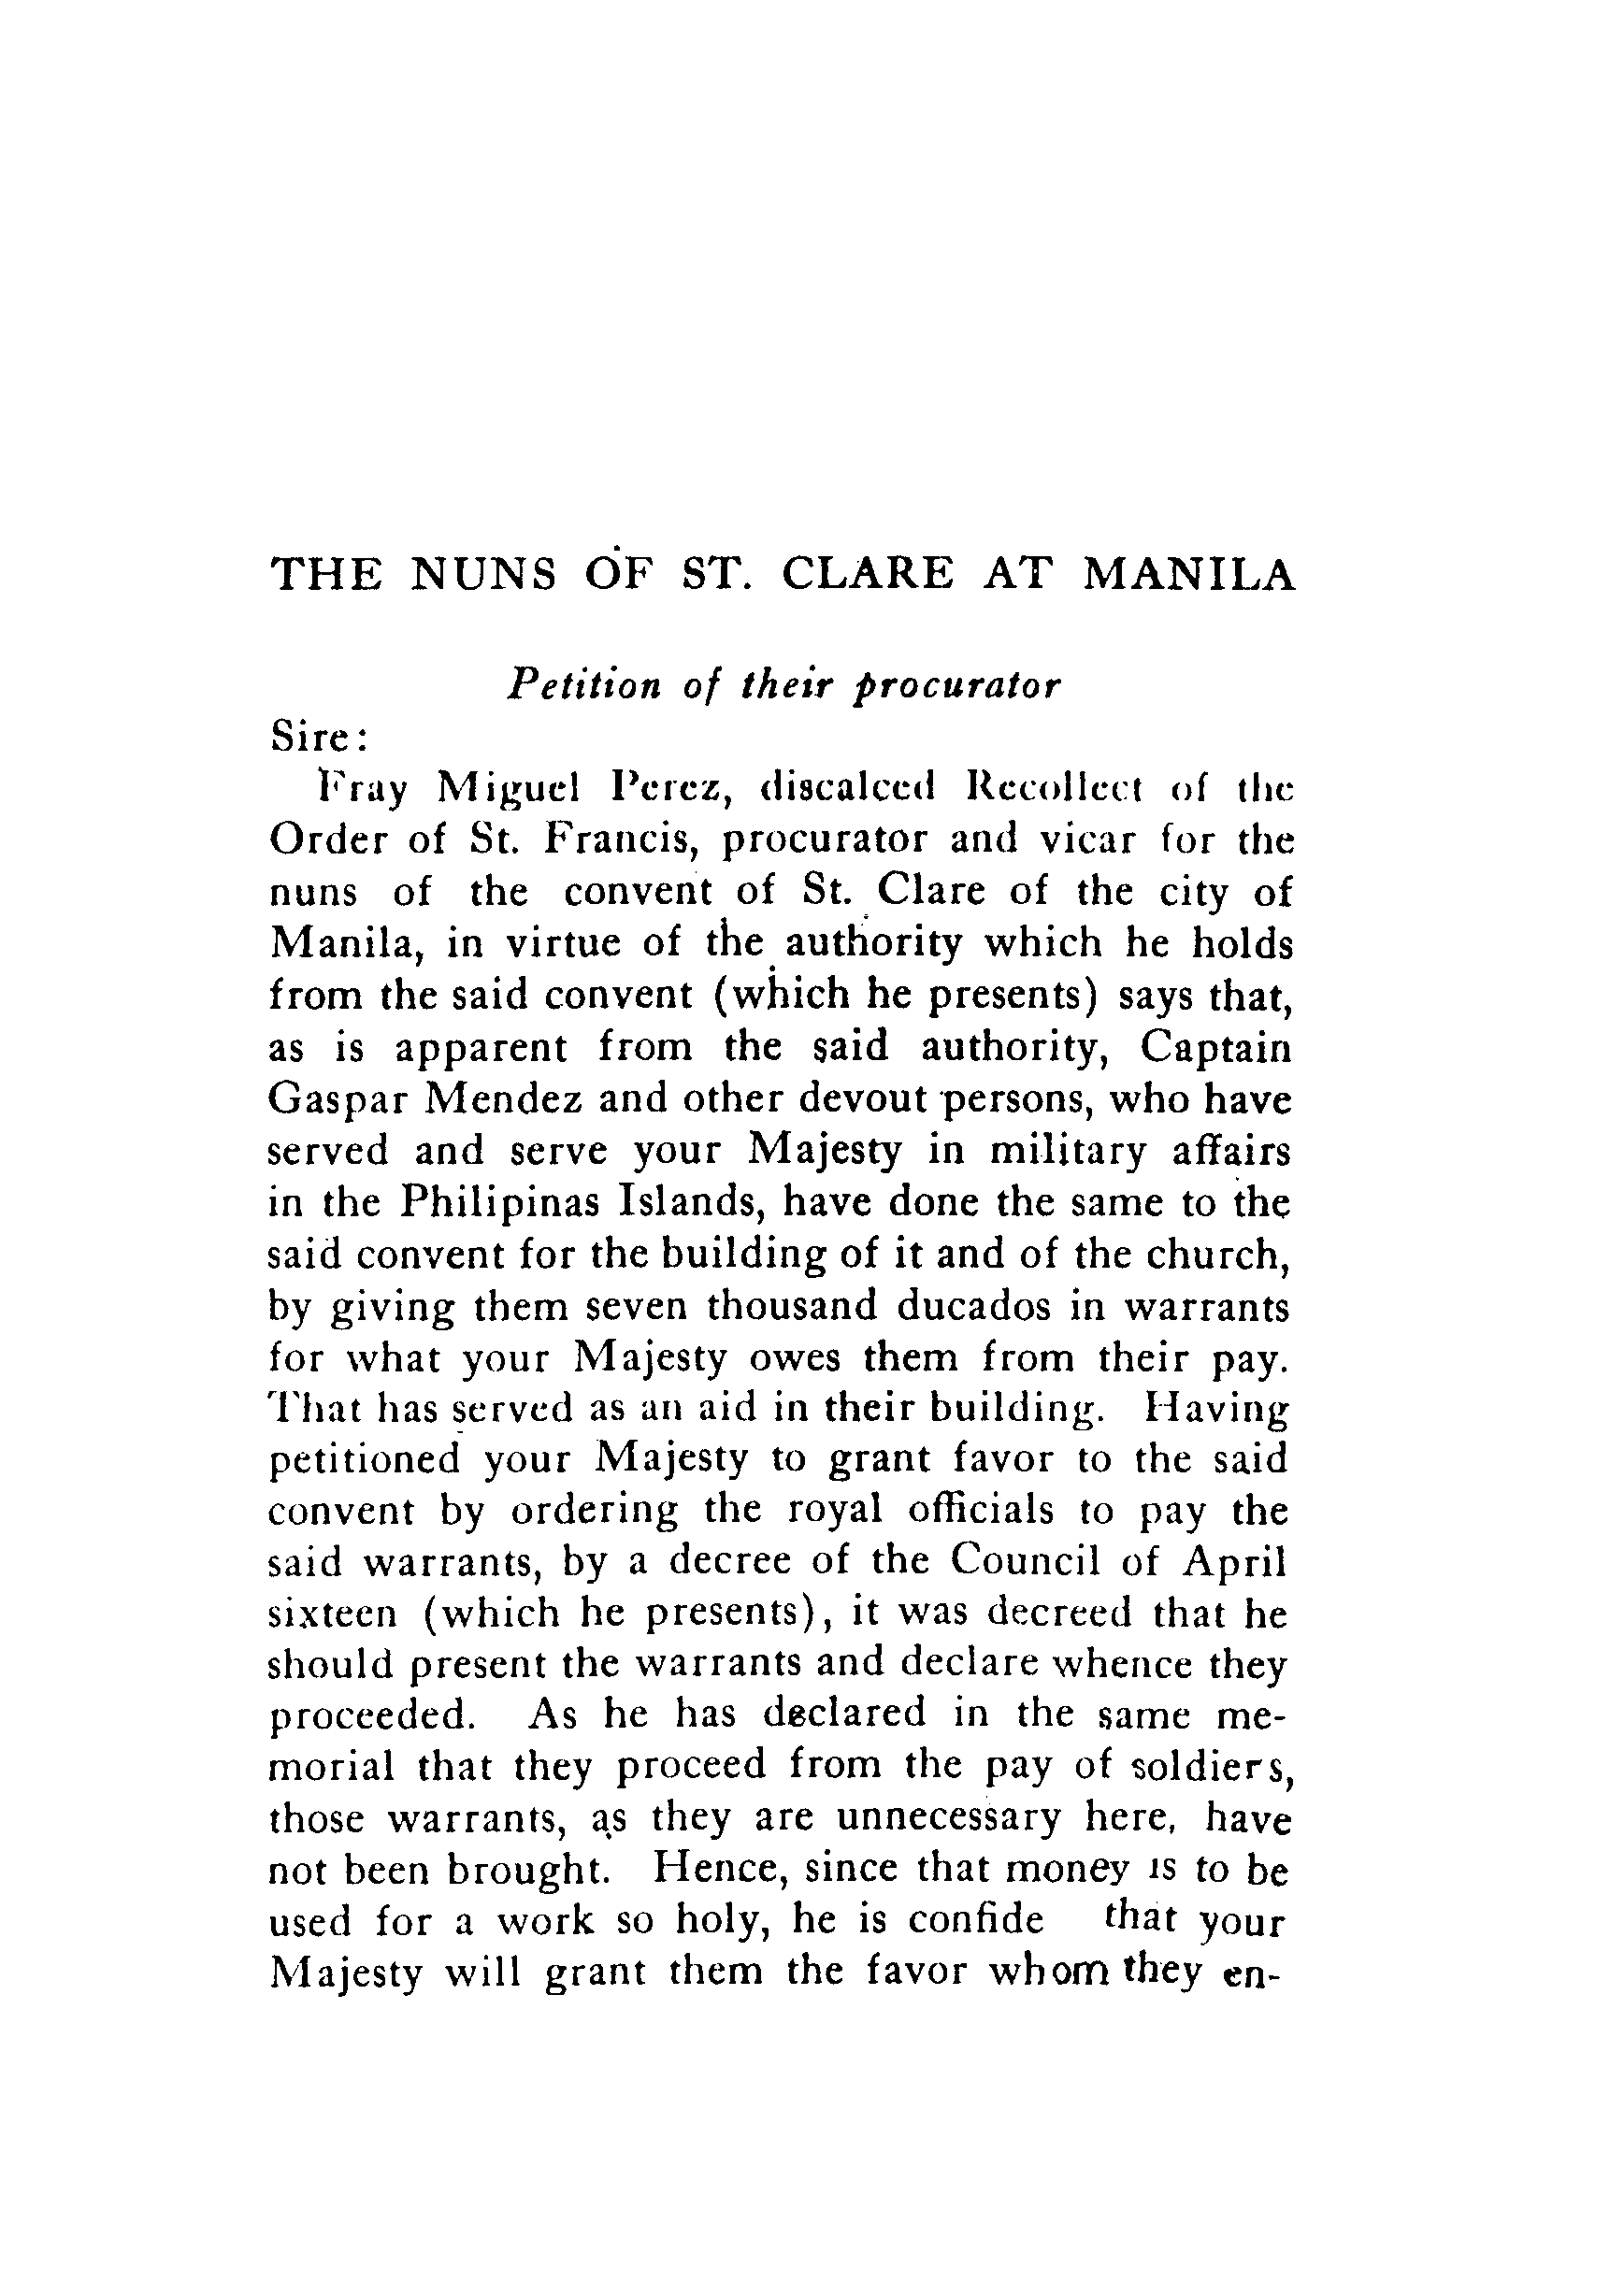 THE NUNS OF ST. CLARE AT MANILA
Petition of their procurator
Sire:
Fray Miguel Perez, discalced Recollect of the
Order of St. Francis, procurator and vicar for the
nuns of the convent of St. Clare of the city of
Manila, in virtue of the authority which he holds
from the said convent (which he presents) says that,
as is apparent from the said authority, Captain
Gaspar Mendez and other devout persons, who have
served and serve your Majesty in military affairs
in the Philipinas Islands, have done the same to the
said convent for the building of it and of the church,
by giving them seven thousand ducados in warrants
for what your Majesty owes them from their pay.
That has served as an aid in their building. Having
petitioned your Majesty to grant favor to the said
convent by ordering the royal officials to pay the
said warrants, by a decree of the Council of April
sixteen (which he presents), it was decreed that he
should present the warrants and declare whence they
proceeded. As he has declared in the same me-
morial that they proceed from the pay of soldiers,
those warrants, as they are unnecessary here, have
not been brought. Hence, since that money is to be
used for a work so holy, he is confide that your
Majesty will grant them the favor whom they en-